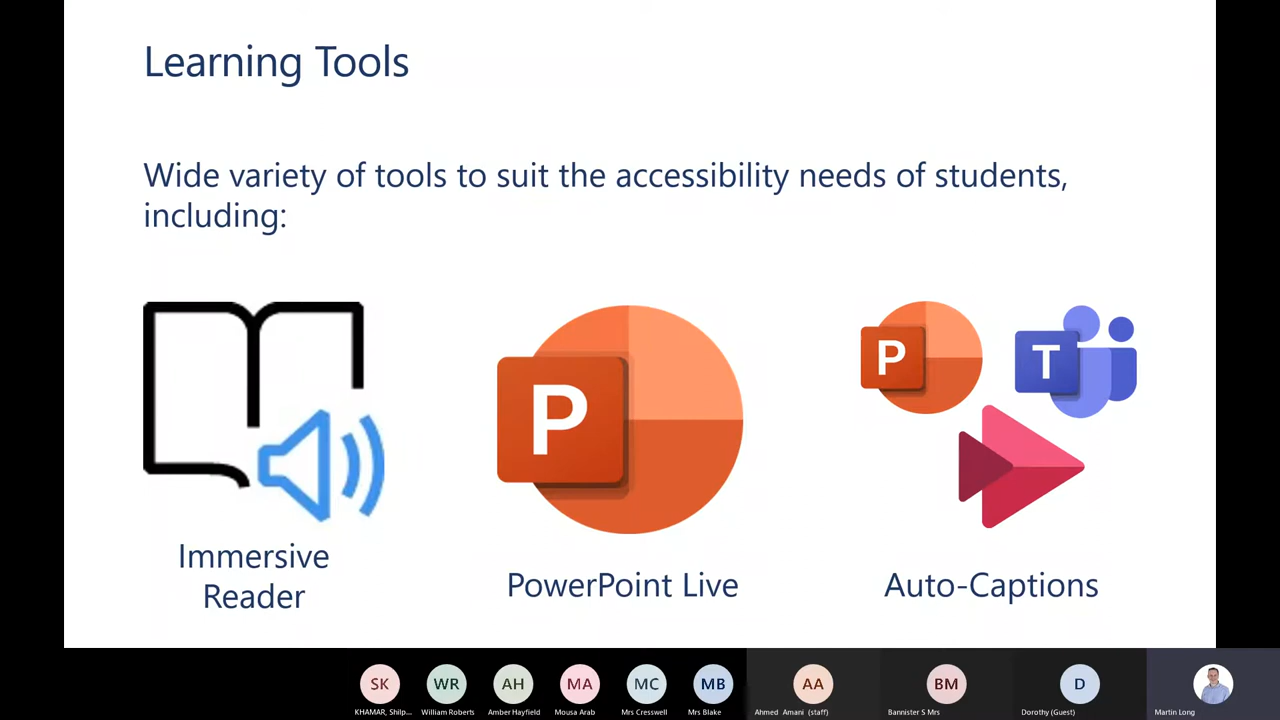 Learning Tools
Wide variety of tools to suit the accessibility needs of students,
including:
P
P
T
Immersive
Reader
PowerPoint Live
Auto-Captions
SK
WR
AH
MA
MC
MB
AA
BM
D
KHAMAR, Shilp...
William Roberts
Amber Hayfield
Mousa Arab
Mrs Cresswell
Mrs Blake
Ahmed Amani (staff)
Bannister S Mrs
Dorothy (Guest)
Martin Long